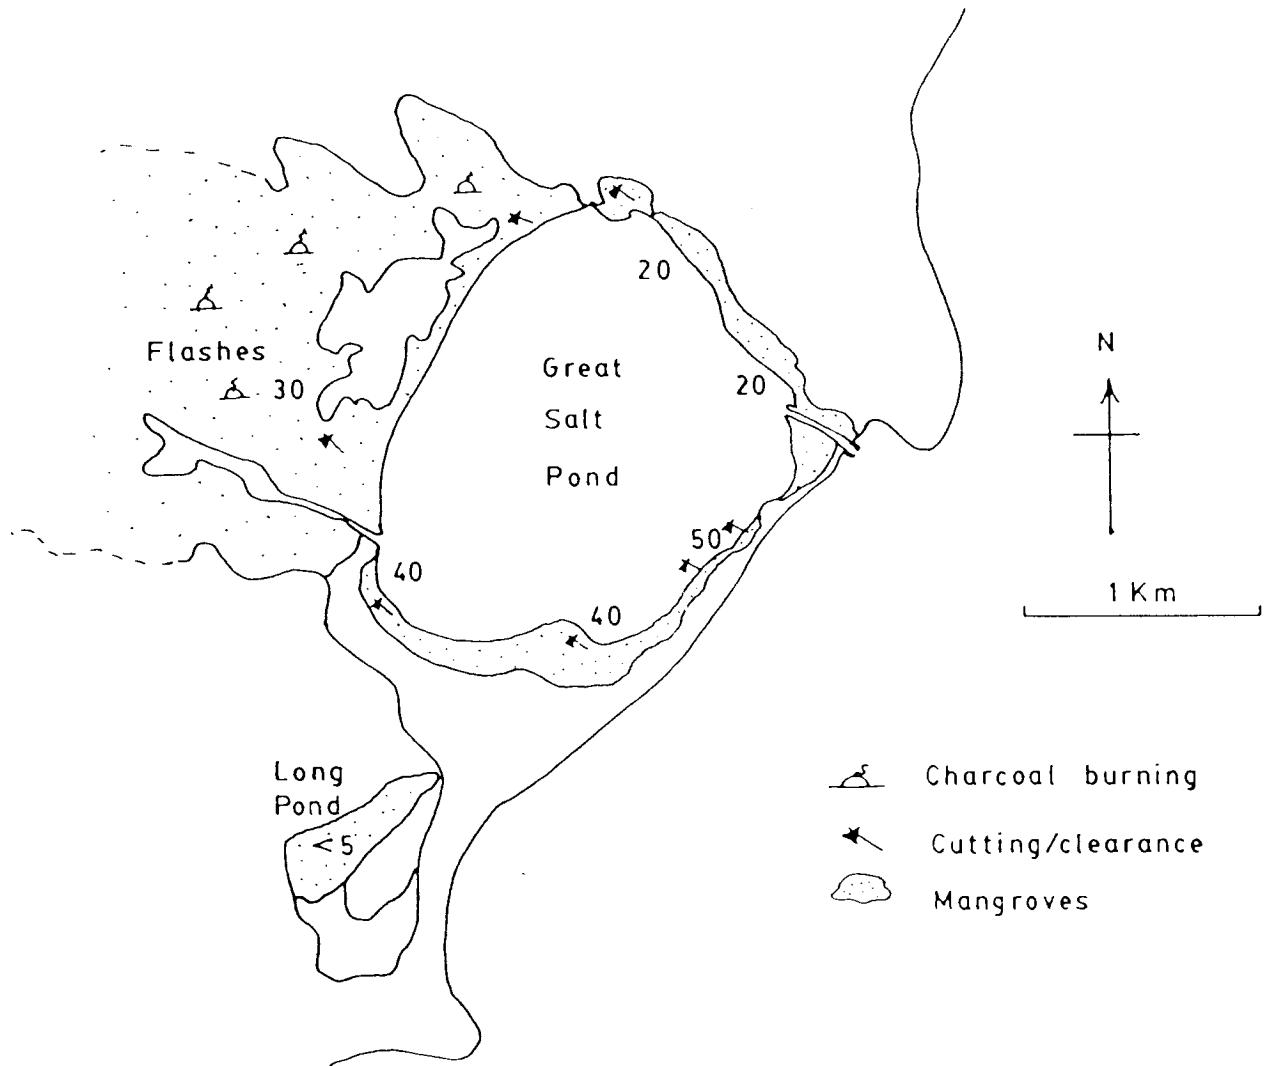 20
N
Flashes
30
Great
Salt
Pond
20
50
40
40
1 Km
Long
Pond
< 5
Charcoal burning
Cutting/clearance
Mangroves